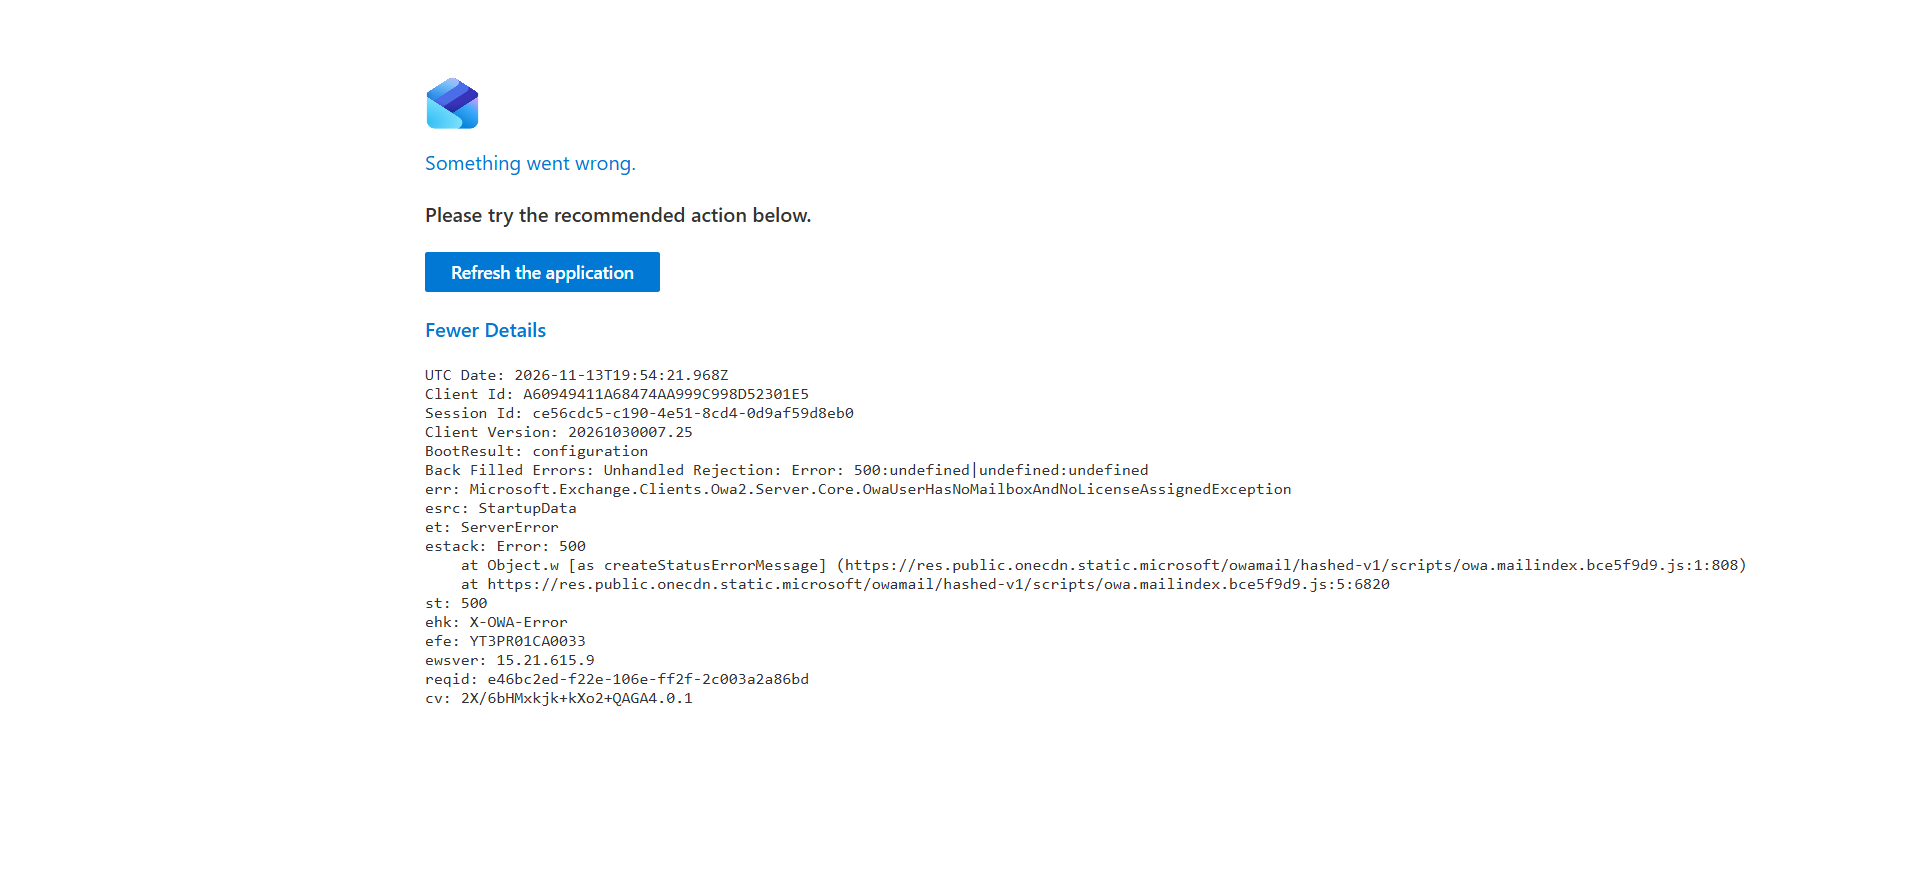 Something went wrong.
Please try the recommended action below.
Refresh the application
Fewer Details
UTC Date: 2026-11-13T19:54:21.968Z
Client Id: A60949411A68474AA999C998D52301E5
Session Id: ce56cdc5-c190-4e51-8cd4-0d9af59d8eb0
Client Version: 20261030007.25
BootResult: configuration
Back Filled Errors: Unhandled Rejection: Error: 500:undefined|undefined:undefined
err: Microsoft.Exchange.Clients.Owa2.Server.Core.OwaUserHasNoMailboxAndNoLicenseAssignedException
esrc: StartupData
et: ServerError
estack: Error: 500
    at Object.w [as createStatusErrorMessage] (https://res.public.onecdn.static.microsoft/owamail/hashed-v1/scripts/owa.mailindex.bce5f9d9.js:1:808)
    at https://res.public.onecdn.static.microsoft/owamail/hashed-v1/scripts/owa.mailindex.bce5f9d9.js:5:6820
st: 500
ehk: X-OWA-Error
efe: YT3PR01CA0033
ewsver: 15.21.615.9
reqid: e46bc2ed-f22e-106e-ff2f-2c003a2a86bd
cv: 2X/6bHMxkjk+kXo2+QAGA4.0.1